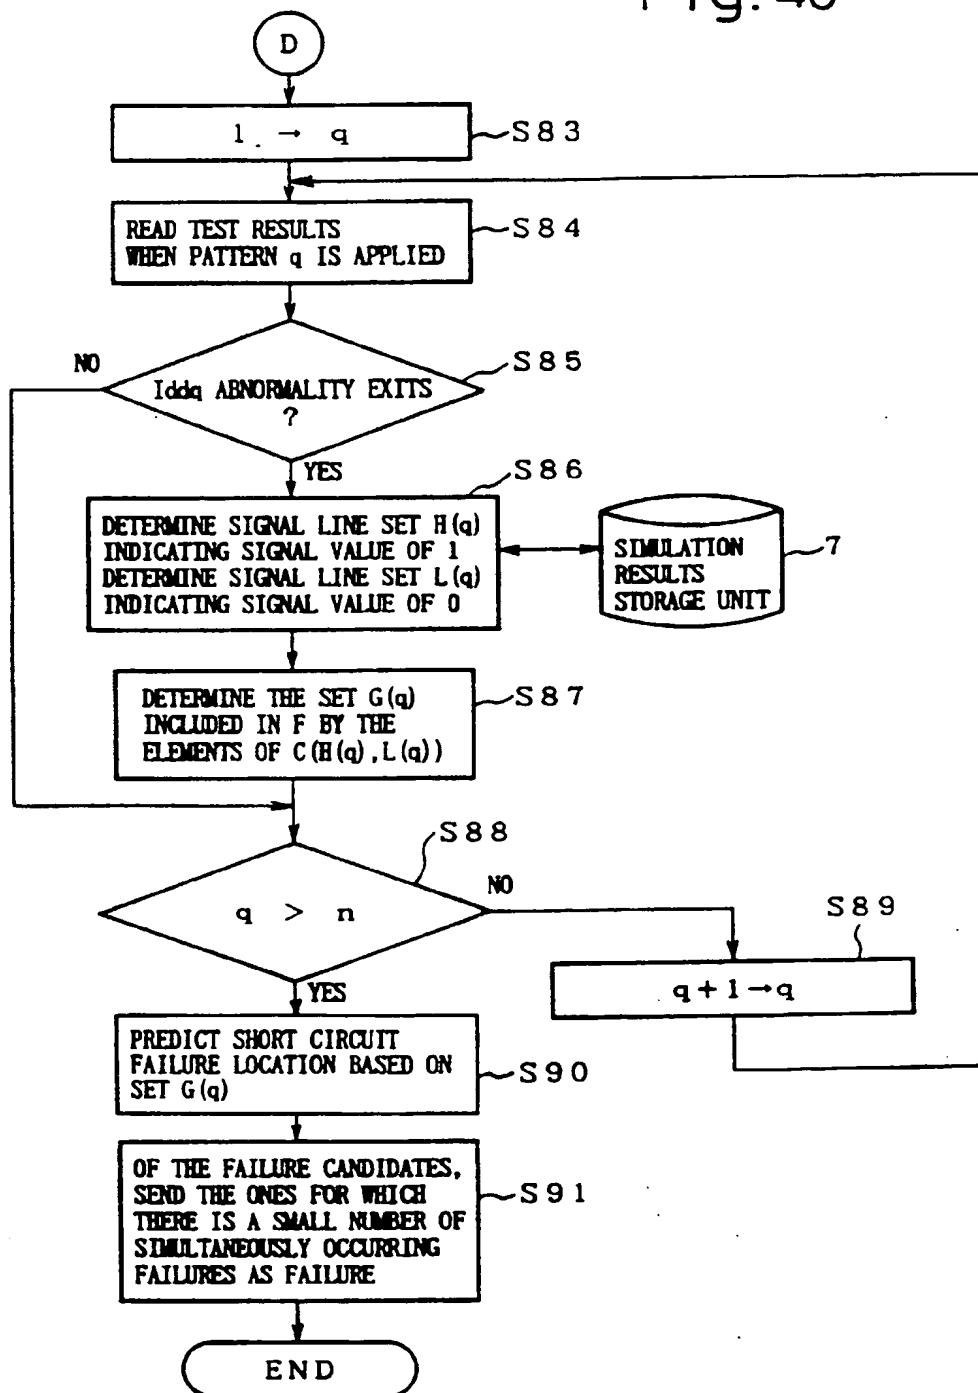 D
1 → q
S83
READ TEST RESULTS
WHEN PATTERN q IS APPLIED
S84
NO
Iddq ABNORMALITY EXITS
?
S85
YES
S86
DETERMINE SIGNAL LINE SET H(q)
INDICATING SIGNAL VALUE OF 1
DETERMINE SIGNAL LINE SET L(q)
INDICATING SIGNAL VALUE OF 0
SIMULATION
RESULTS
STORAGE UNIT
7
DETERMINE THE SET G(q)
INCLUDED IN F BY THE
ELEMENTS OF C(H(q),L(q))
S87
S88
q > n
NO
S89
q+1→q
YES
PREDICT SHORT CIRCUIT
FAILURE LOCATION BASED ON
SET G(q)
S90
OF THE FAILURE CANDIDATES,
SEND THE ONES FOR WHICH
THERE IS A SMALL NUMBER OF
SIMULTANEOUSLY OCCURRING
FAILURES AS FAILURE
S91
END